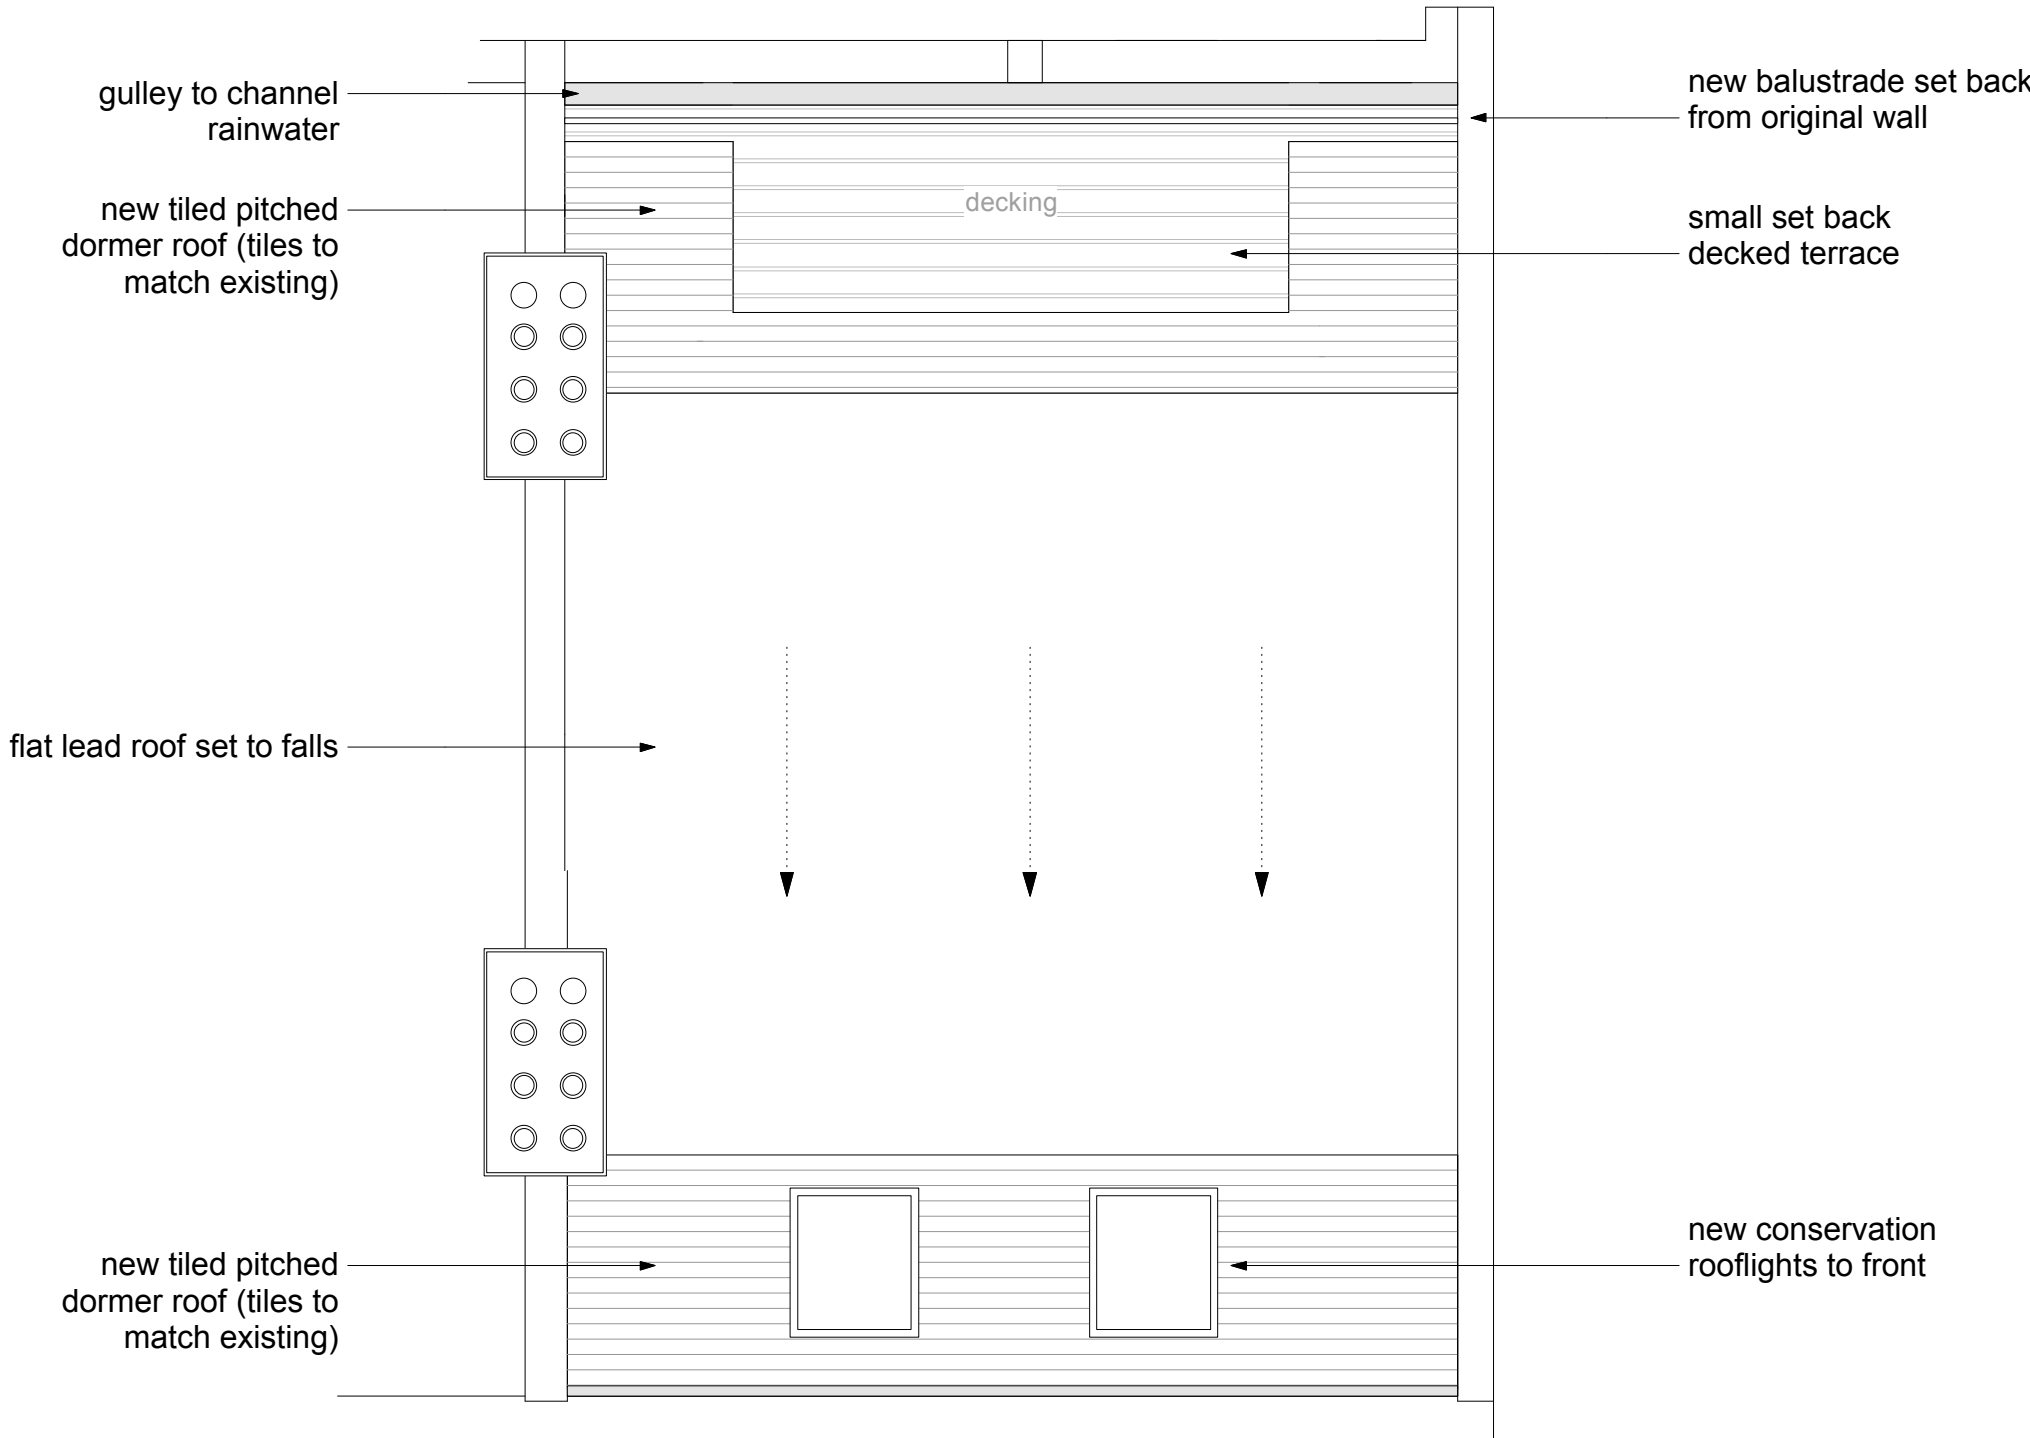 gulley to channel
rainwater
new tiled pitched
dormer roof (tiles to
match existing)
decking
new balustrade set back
from original wall
small set back
decked terrace
flat lead roof set to falls
new tiled pitched
dormer roof (tiles to
match existing)
new conservation
rooflights to front